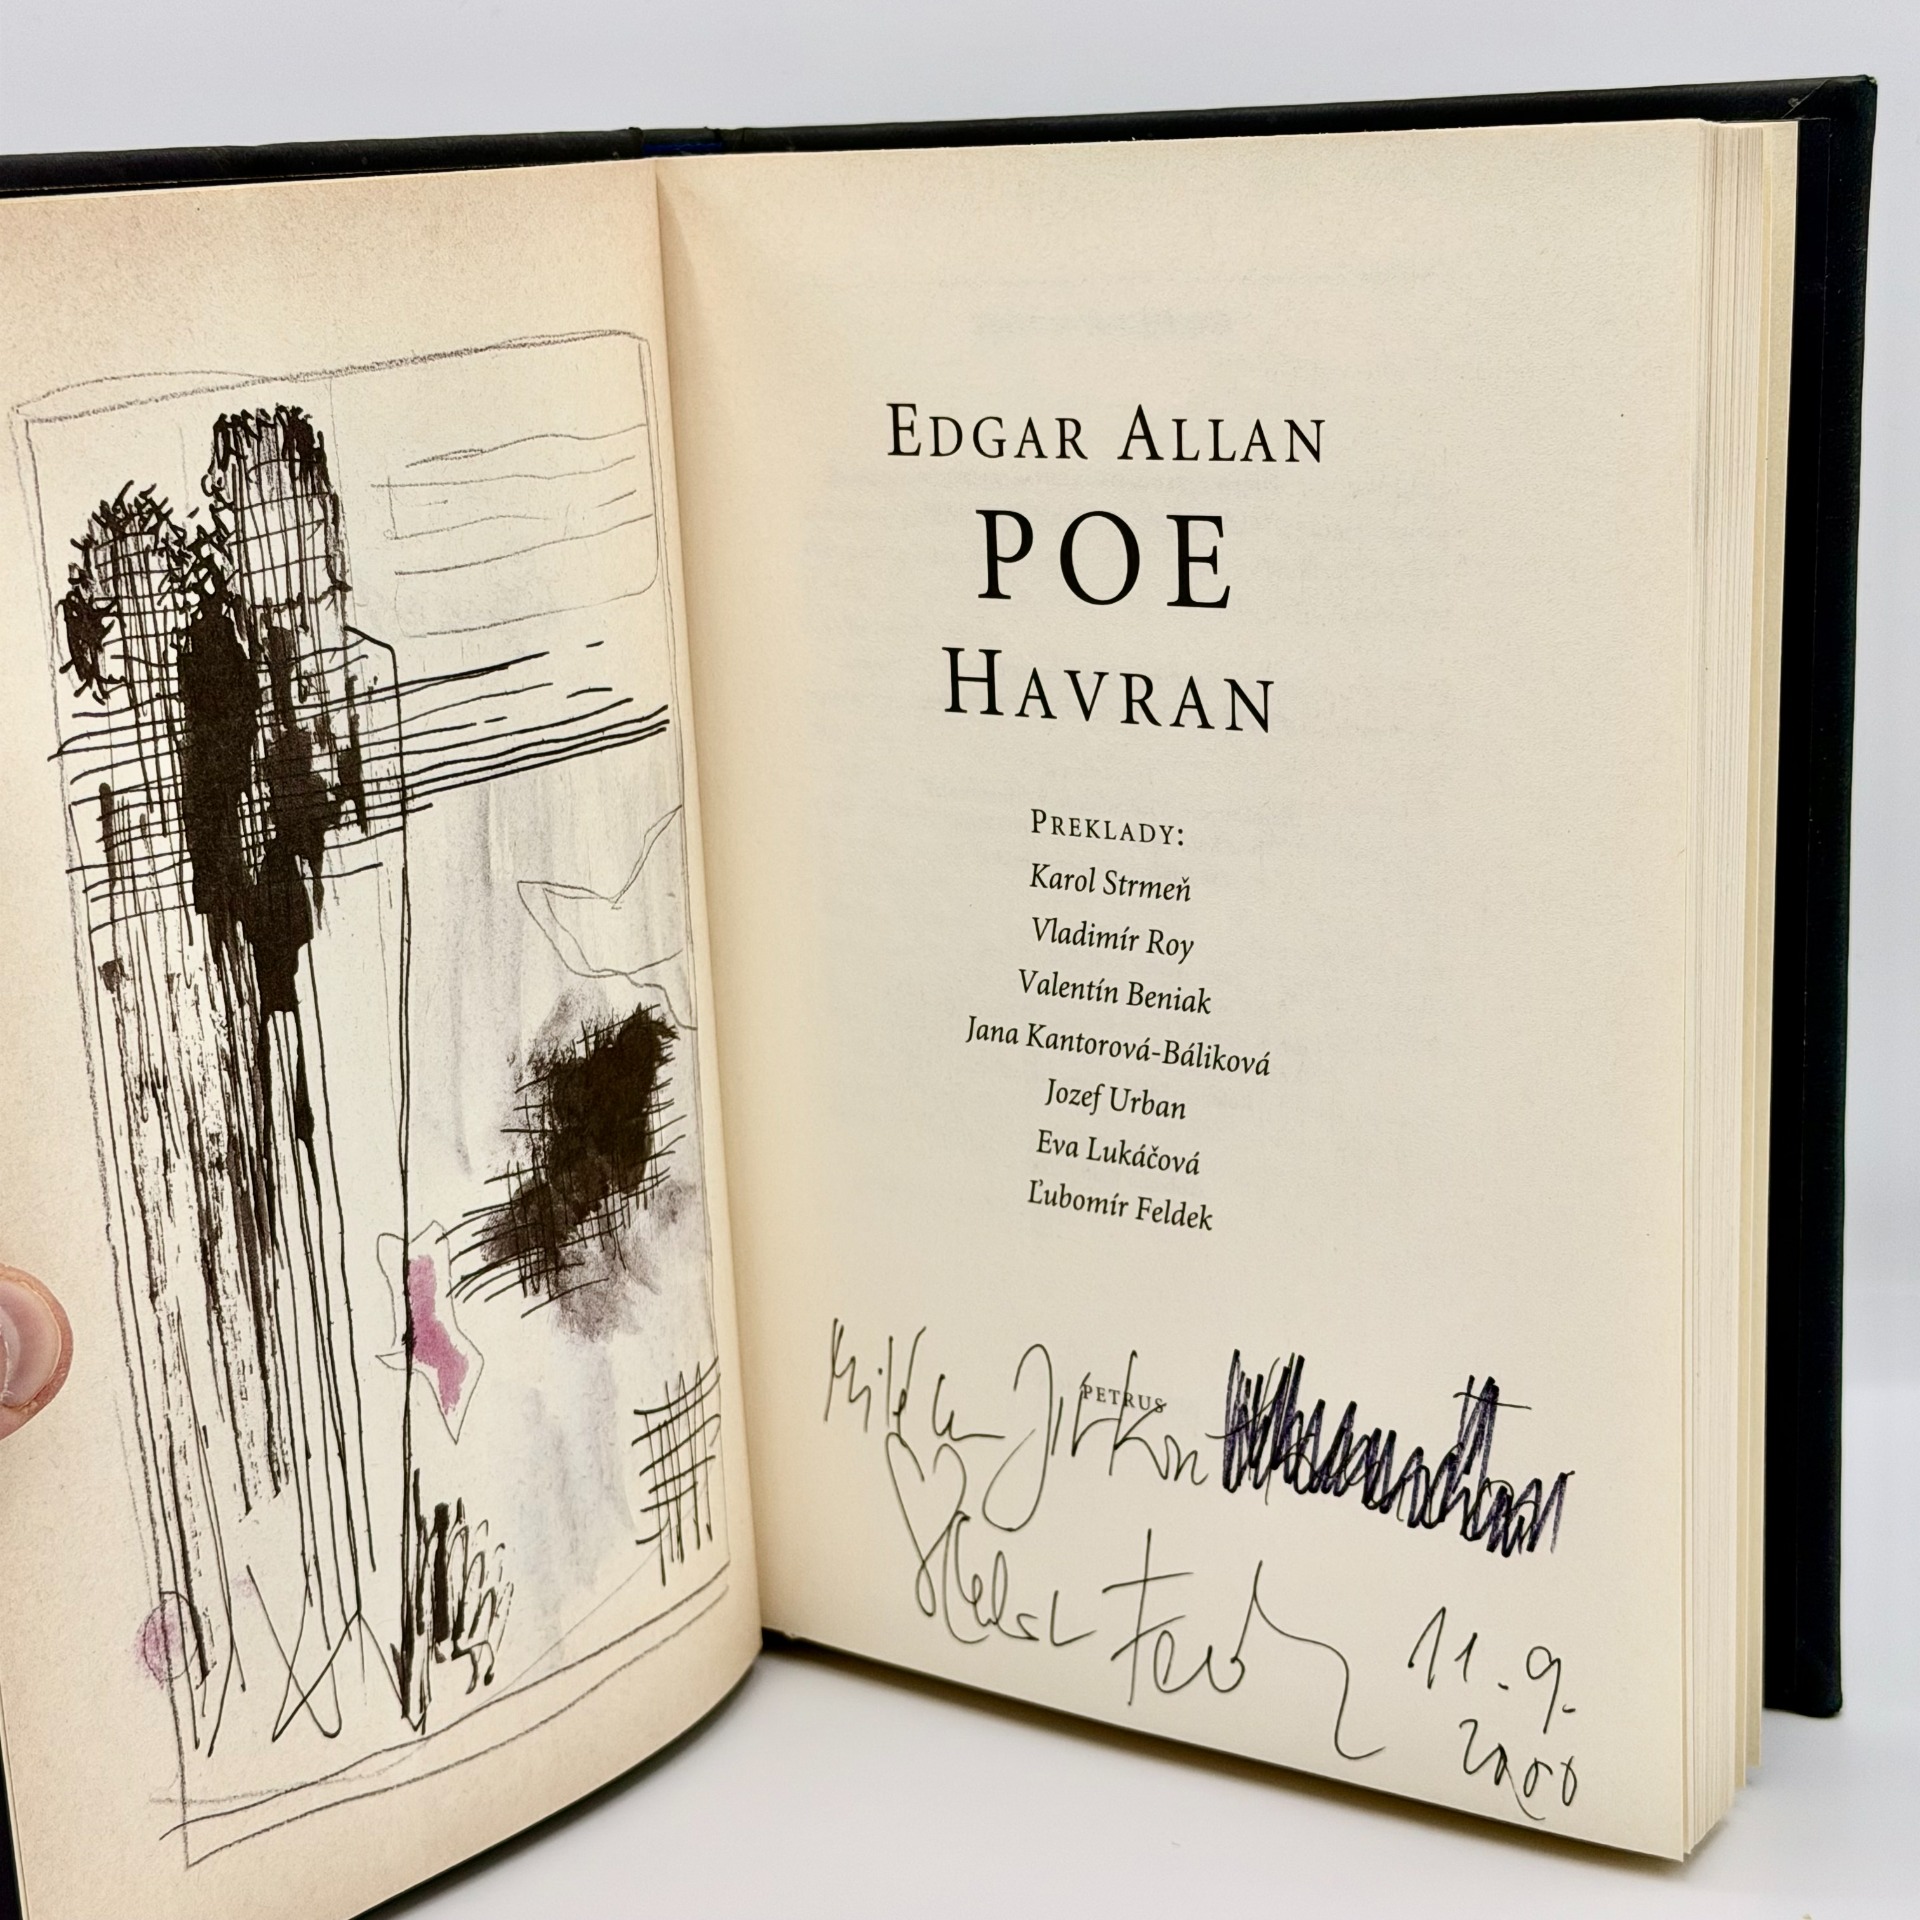 EDGAR ALLAN
POE
HAVRAN
PREKLADY:
Karol Strmeň
Vladimír Roy
Valentín Beniak
Jana Kantorová-Báliková
Jozef Urban
Eva Lukáčová
Ľubomír Feldek
PETRUS
11.9.
2000